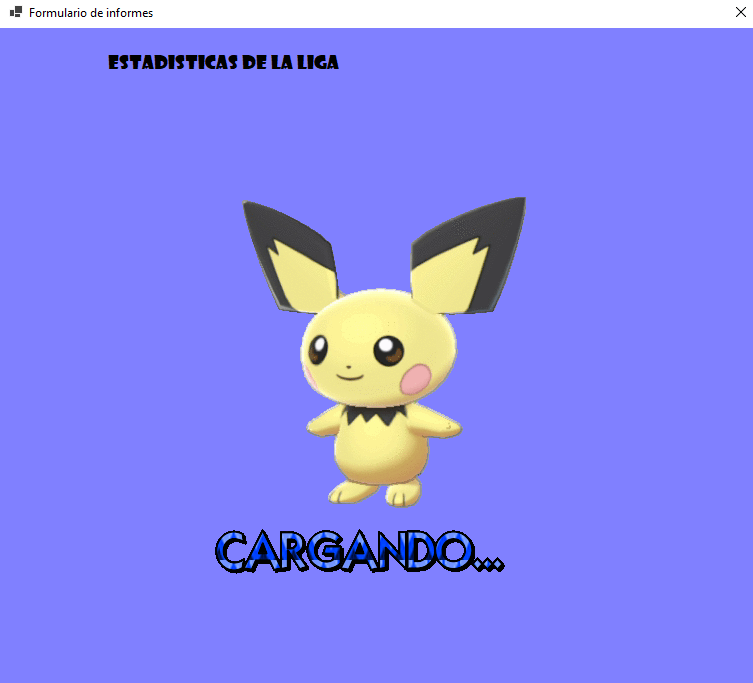 Formulario de informes
ESTADISTICAS DE LA LIGA
CARGANDO...